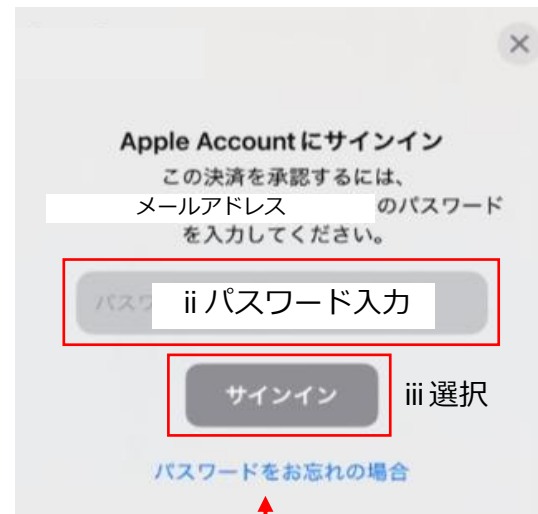 Apple Accountにサインイン
この決済を承認するには、
メールアドレス のパスワード
を入力してください。
パスワ ii パスワード入力
サインイン iii 選択
パスワードをお忘れの場合